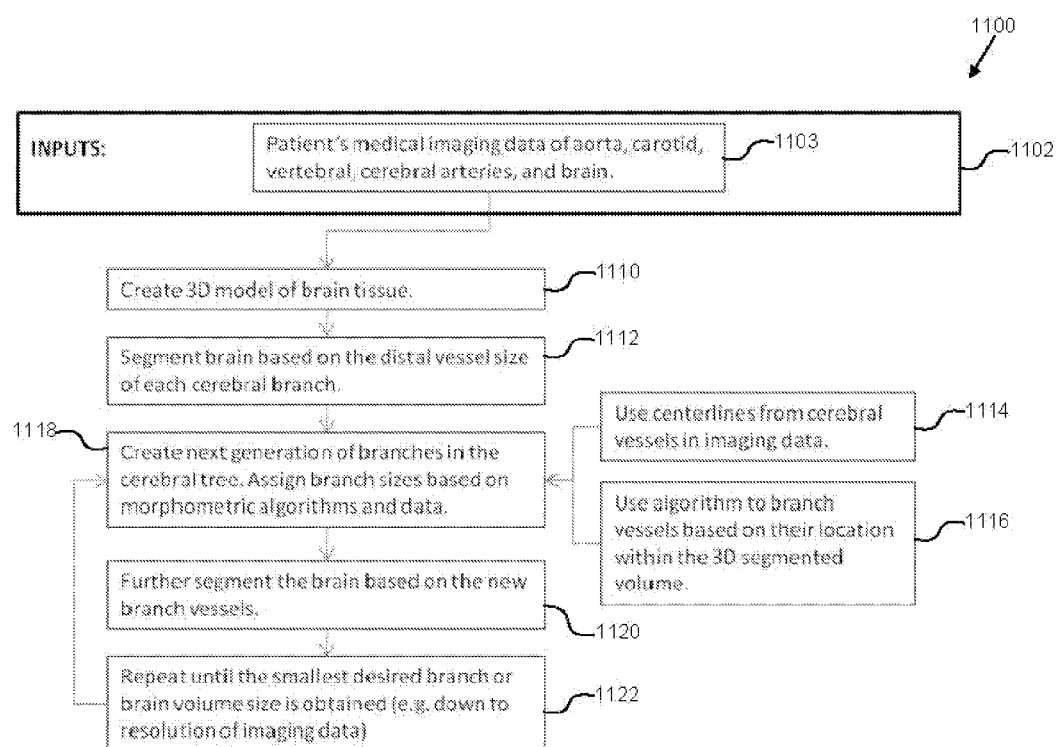 1100
INPUTS:
Patient's medical imaging data of aorta, carotid,
vertebral, cerebral arteries, and brain.
1103
1102
Create 3D model of brain tissue.
1110
Segment brain based on the distal vessel size
of each cerebral branch.
1112
1118
Create next generation of branches in the
cerebral tree. Assign branch sizes based on
morphometric algorithms and data.
Use centerlines from cerebral
vessels in imaging data.
1114
Use algorithm to branch
vessels based on their location
within the 3D segmented
volume.
1116
Further segment the brain based on the new
branch vessels.
1120
Repeat until the smallest desired branch or
brain volume size is obtained (e.g. down to
resolution of imaging data)
1122